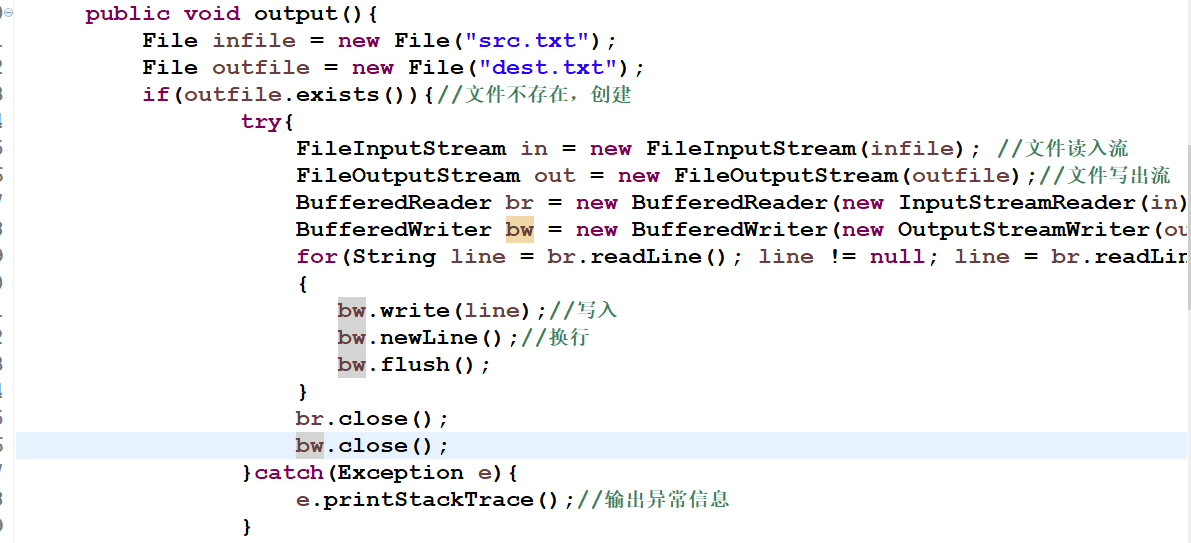 public void output(){
File infile = new File("src.txt");
File outfile = new File("dest.txt");
if(outfile.exists()){//文件不存在，创建
try{
FileInputStream in = new FileInputStream(infile); //文件读入流
FileOutputStream out = new FileOutputStream(outfile);//文件写出流
BufferedReader br = new BufferedReader(new InputStreamReader(in)
BufferedWriter bw = new BufferedWriter(new OutputStreamWriter(ou
for(String line = br.readLine(); line != null; line = br.readLin
{
bw.write(line);//写入
bw.newLine();//换行
bw.flush();
}
br.close();
bw.close();
}catch(Exception e){
e.printStackTrace();//输出异常信息
}